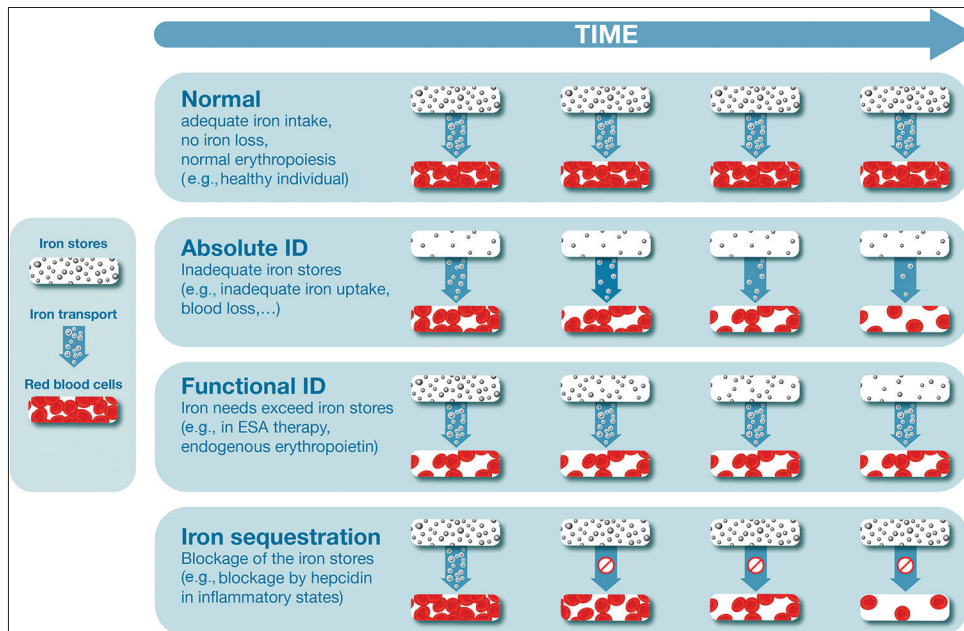 TIME
Normal
adequate iron intake,
no iron loss,
normal erythropoiesis
(e.g., healthy individual)
Iron stores
Iron transport
Red blood cells
Absolute ID
Inadequate iron stores
(e.g., inadequate iron uptake,
blood loss,…)
Functional ID
Iron needs exceed iron stores
(e.g., in ESA therapy,
endogenous erythropoietin)
Iron sequestration
Blockage of the iron stores
(e.g., blockage by hepcidin
in inflammatory states)